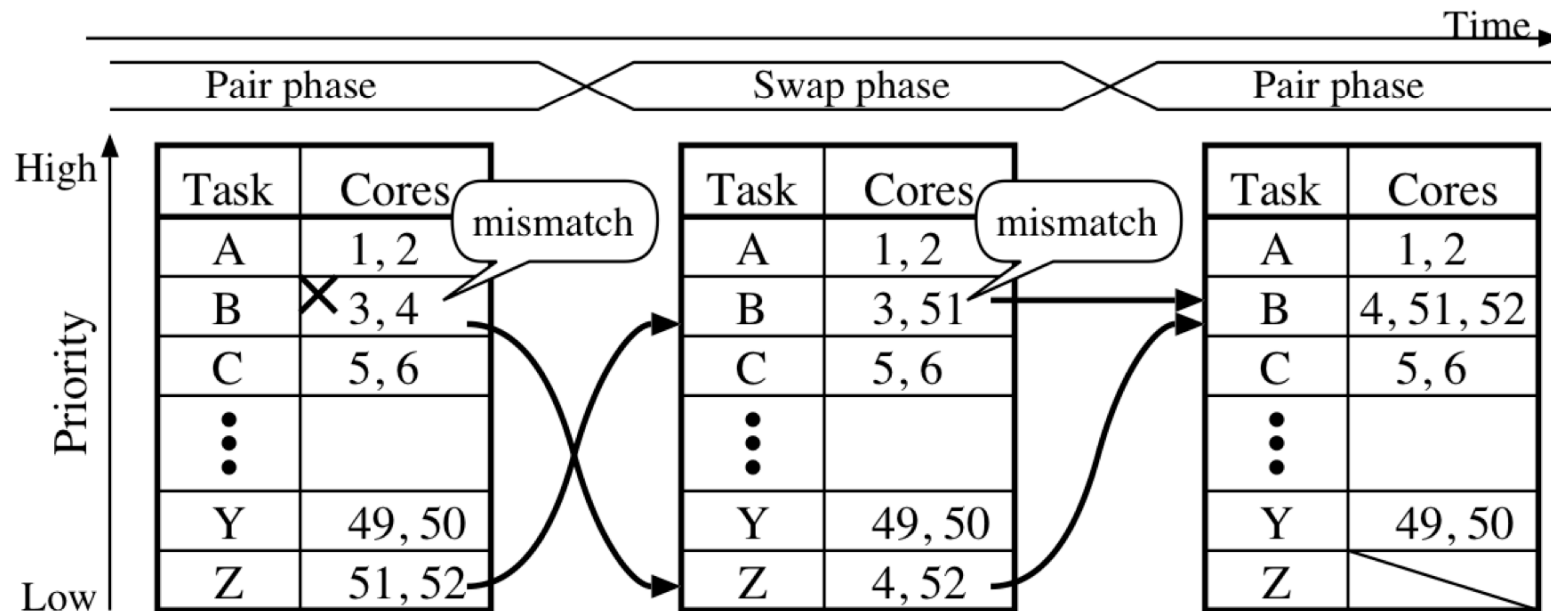 Time
Pair phase Swap phase Pair phase
High
Priority
Low
Task Cores
mismatch
A 1, 2
B 3, 4
C 5, 6
Y 49, 50
Z 51, 52
Task Cores
mismatch
A 1, 2
B 3, 51
C 5, 6
Y 49, 50
Z 4, 52
Task Cores
A 1, 2
B 4, 51, 52
C 5, 6
Y 49, 50
Z